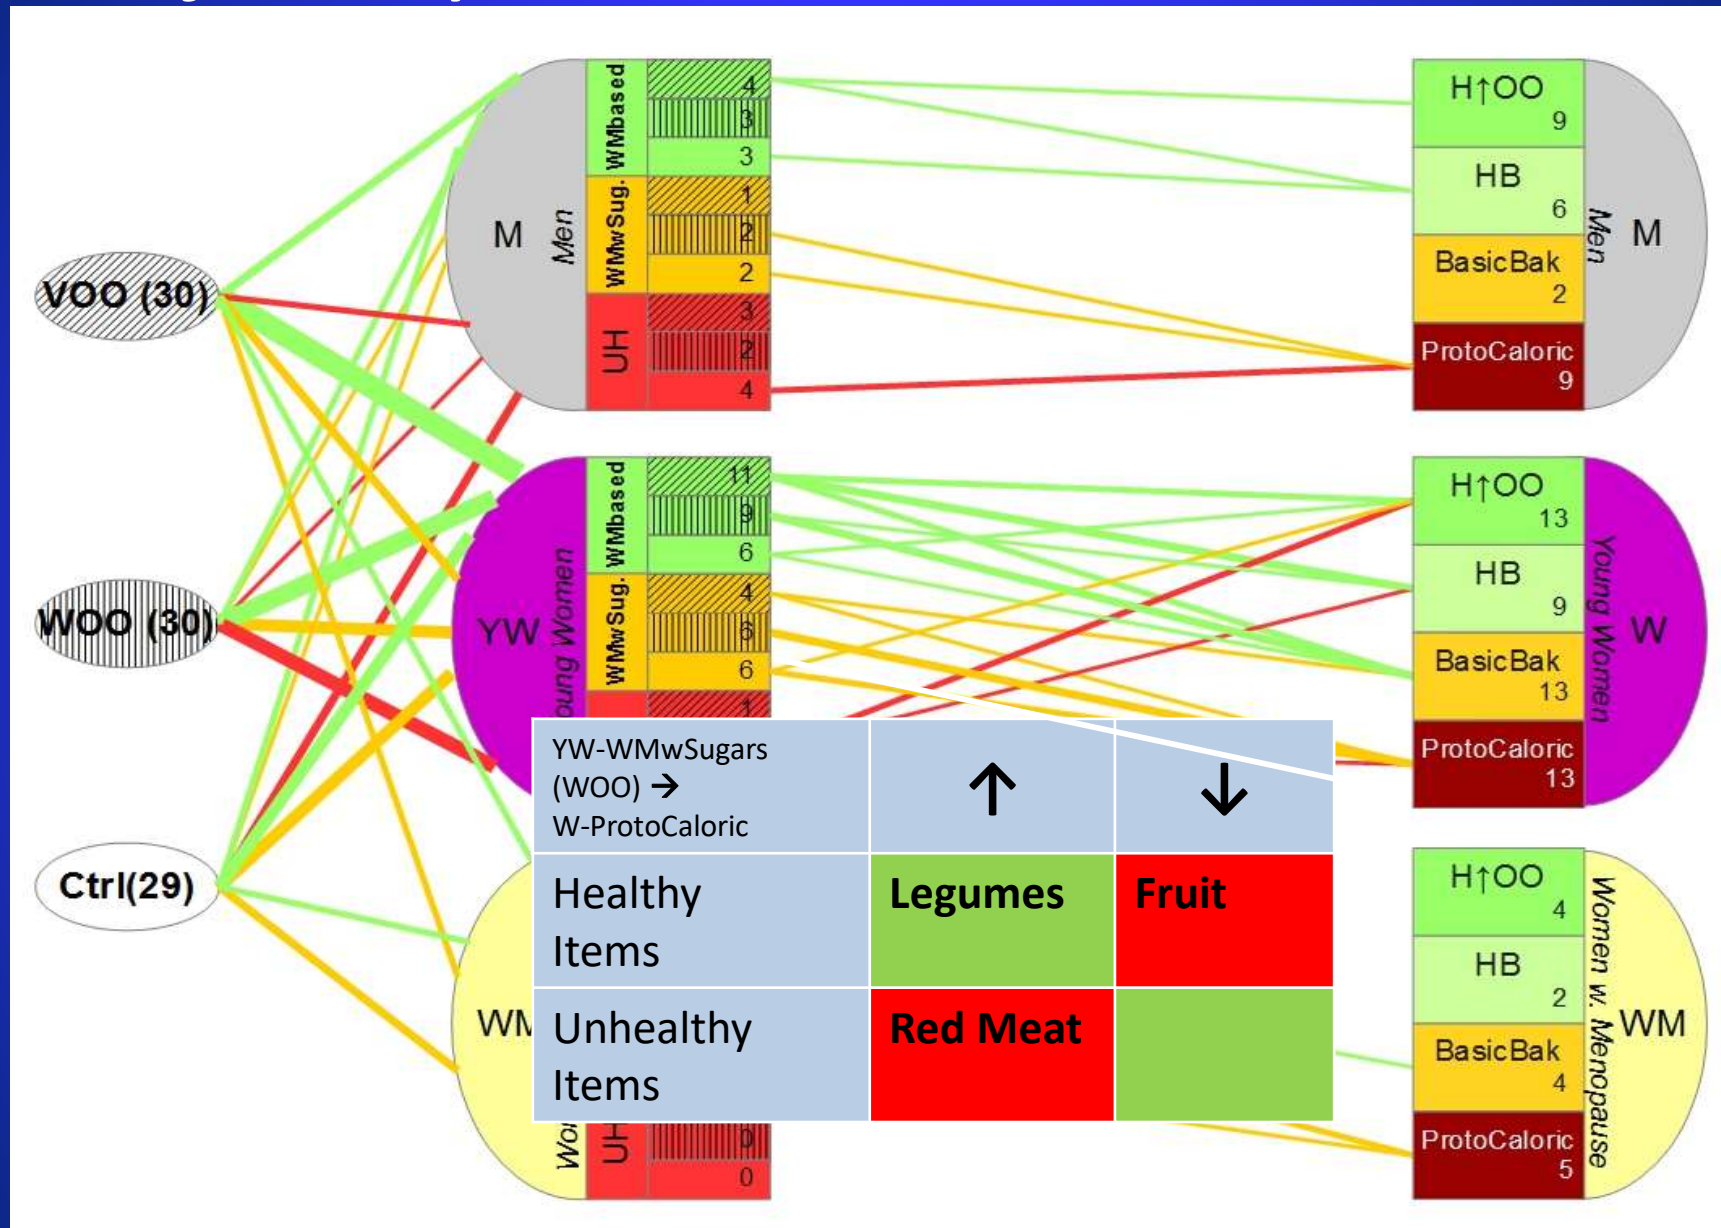 VOO (30)
WOO (30)
Ctrl(29)
M
Men
WMbased
4
3
3
WMwSug.
1
2
2
UH
3
2
4
H↑OO
9
HB
6
BasicBak
2
ProtoCaloric
9
Men
M
YW
oung Women
WMbased
11
9
6
WMwSug.
4
6
6
1
H↑OO
13
HB
9
BasicBak
13
ProtoCaloric
13
Young Women
W
YW-WMwSugars
(WOO) →
W-ProtoCaloric
↑
↓
Healthy
Items
Legumes
Fruit
Unhealthy
Items
Red Meat
UH
0
0
H↑OO
4
HB
2
BasicBak
4
ProtoCaloric
5
Women w. Menopause
WM